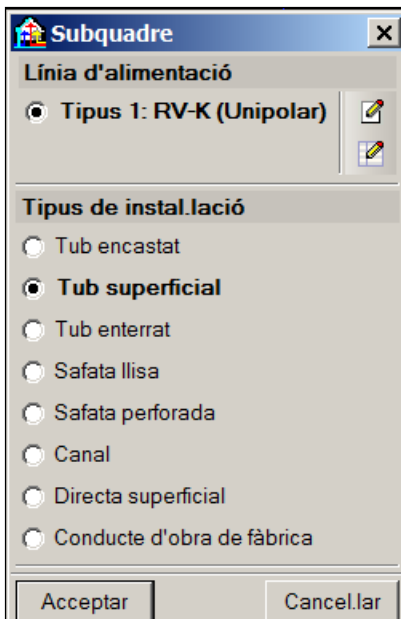 Subquadre
Línia d'alimentació
Tipus 1: RV-K (Unipolar)
Tipus de instal.lació
Tub encastat
Tub superficial
Tub enterrat
Safata llisa
Safata perforada
Canal
Directa superficial
Conducte d'obra de fàbrica
Acceptar Cancel.lar